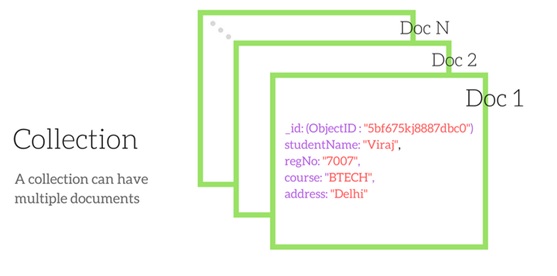 Doc N
Doc 2
Doc 1
Collection
A collection can have
multiple documents
_id: (ObjectID : "5bf675kj8887dbc0")
studentName: "Viraj",
regNo: "7007",
course: "BTECH",
address: "Delhi"